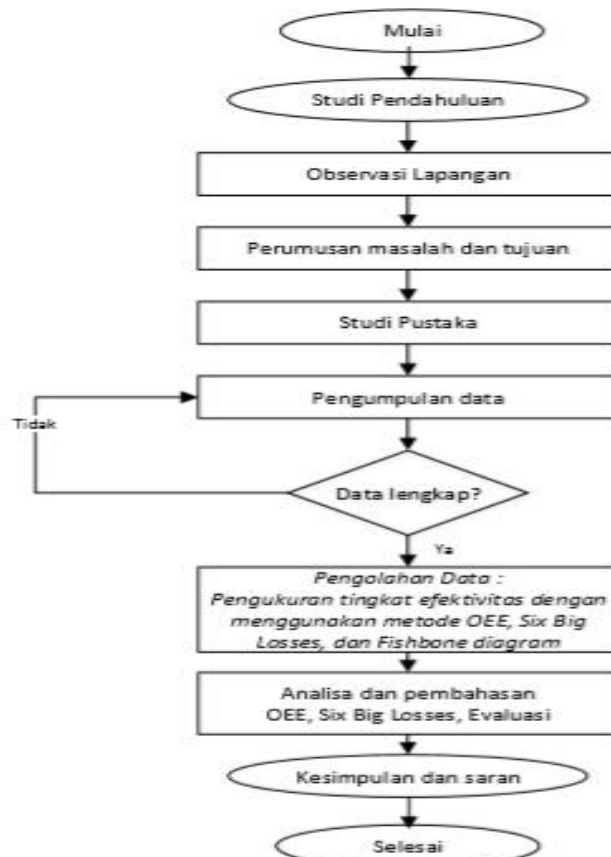 Mulai
Studi Pendahuluan
Observasi Lapangan
Perumusan masalah dan tujuan
Studi Pustaka
Pengumpulan data
Tidak
Data lengkap?
Ya
Pengolahan Data :
Pengukuran tingkat efektivitas dengan
menggunakan metode OEE, Six Big
Losses, dan Fishbone diagram
Analisa dan pembahasan
OEE, Six Big Losses, Evaluasi
Kesimpulan dan saran
Selesai